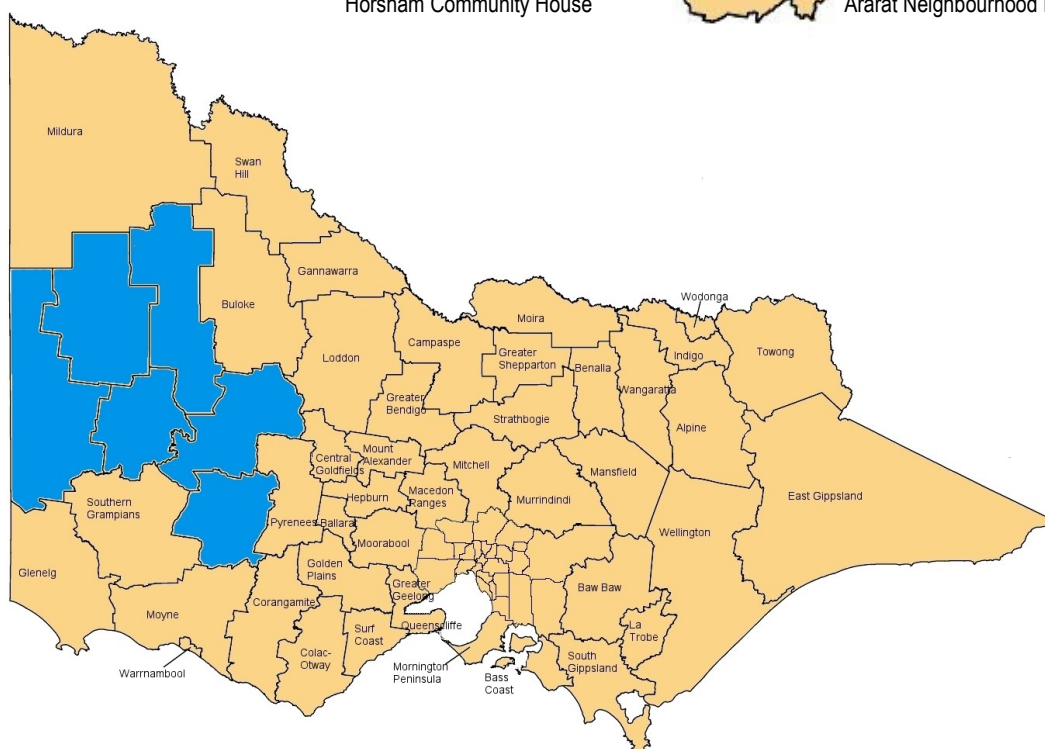 Horsham Community House
Ararat Neighbourhood
Mildura
Swan
Hill
Gannawarra
Buloke
Wodonga
Moira
Campaspe
Greater
Shepparton
Indigo
Towong
Loddon
Benalla
Wangaratta
Greater
Bendigo
Strathbogie
Alpine
Mount
Alexander
Central
Goldfields
Mitchell
Mansfield
Southern
Grampians
Hepburn
Macedon
Ranges
Murrindindi
East Gippsland
Pyrenees
Ballarat
Wellington
Moorabool
Golden
Plains
Glenelg
Greater
Geelong
Baw Baw
Corangamite
Moyne
Queenscliffe
Surf
Coast
La
Trobe
Colac-
Otway
South
Gippsland
Warrnambool
Mornington
Peninsula
Bass
Coast